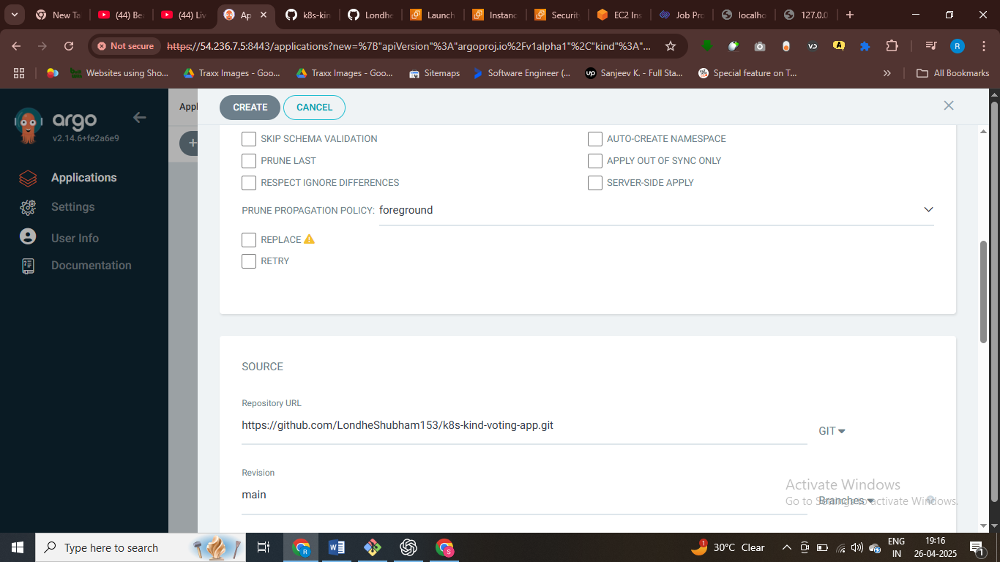 New Ta
(44) Be
(44) Liv
Ap
k8s-kin
Londhe
Launch
Instanc
Securit
EC2 Ins
Job Pro
localho
127.0.0
Not secure
https://54.236.7.5:8443/applications?new=%7B"apiVersion"%3A"argoproj.io%2Fv1alpha1"%2C"kind"%3A"...
Websites using Sho...
Traxx Images - Goo...
Traxx Images - Goo...
Sitemaps
Software Engineer (...
Sanjeev K. - Full Sta...
Special feature on T...
All Bookmarks
argo
v2.14.6+fe2a6e9
Applications
Settings
User Info
Documentation
Appl
CREATE
CANCEL
SKIP SCHEMA VALIDATION
AUTO-CREATE NAMESPACE
PRUNE LAST
APPLY OUT OF SYNC ONLY
RESPECT IGNORE DIFFERENCES
SERVER-SIDE APPLY
PRUNE PROPAGATION POLICY: foreground
REPLACE
RETRY
SOURCE
Repository URL
https://github.com/LondheShubham153/k8s-kind-voting-app.git
GIT
Revision
main
Branches
Activate Windows
Go to Settings to activate Windows.
Type here to search
30°C Clear
ENG
IN
19:16
26-04-2025